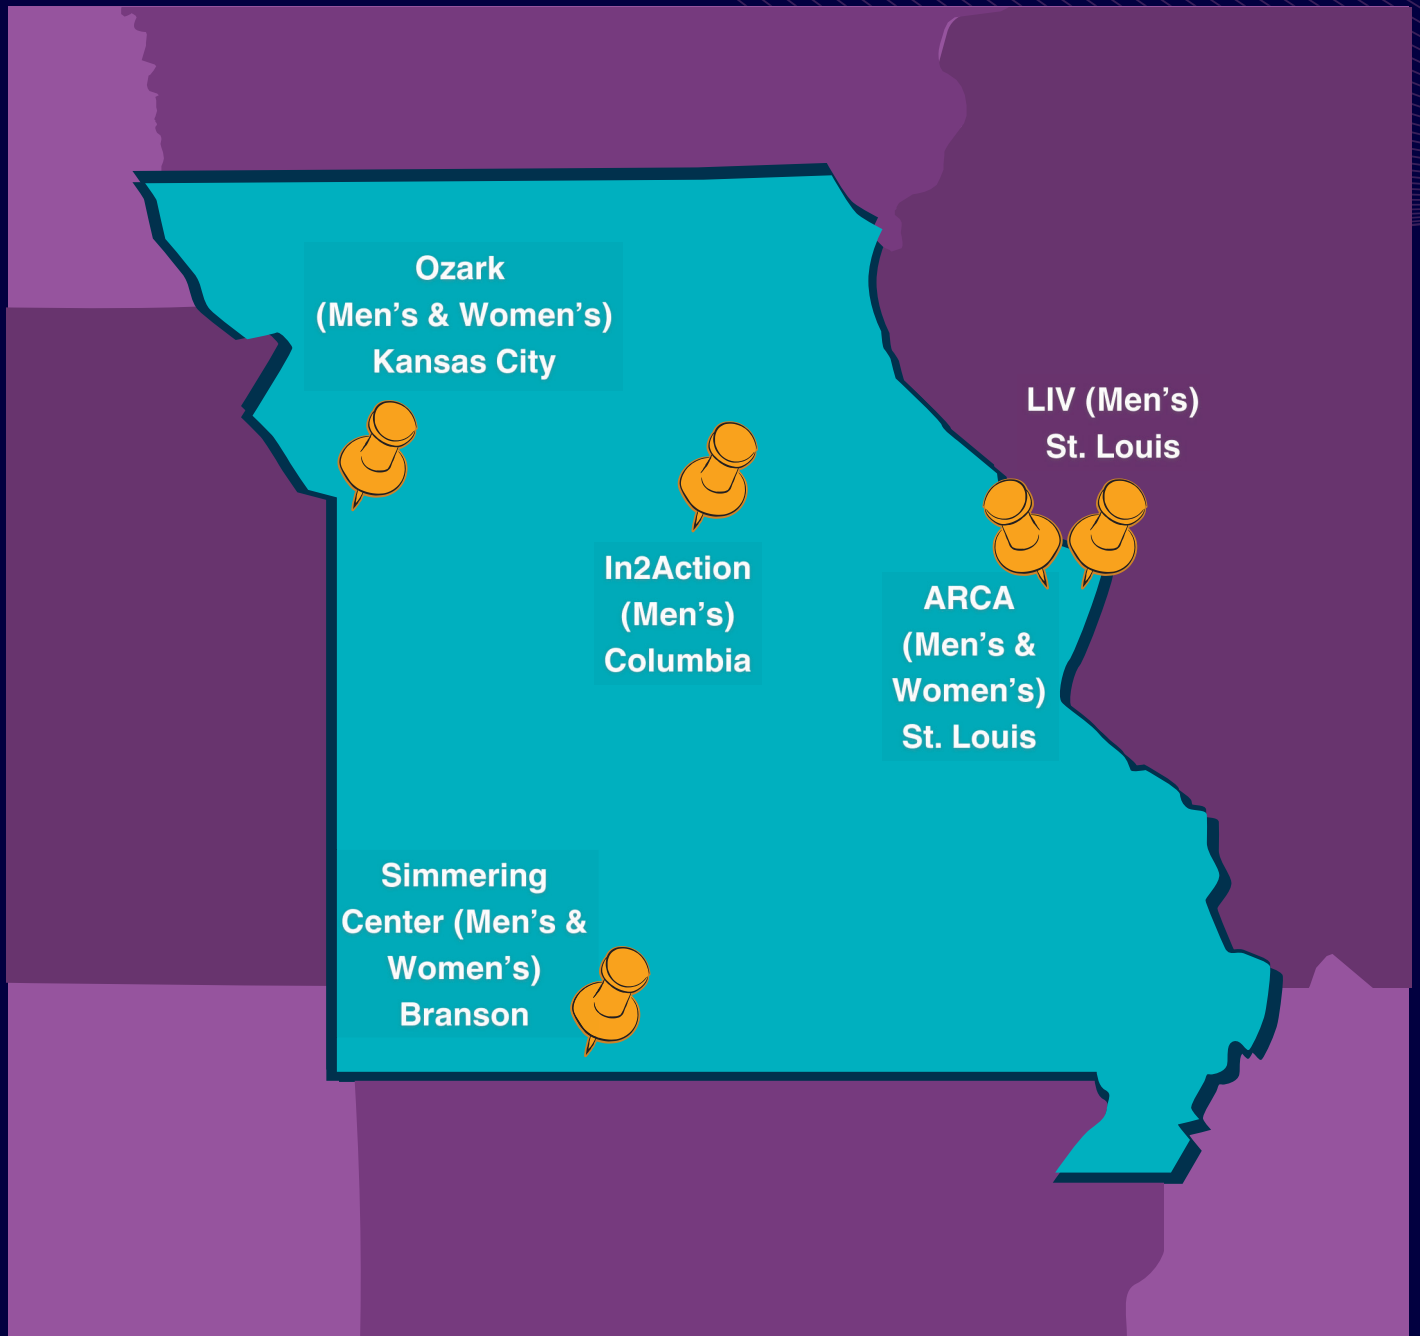 Ozark
(Men’s & Women’s)
Kansas City
LIV (Men’s)
St. Louis
In2Action
(Men’s)
Columbia
ARCA
(Men’s &
Women’s)
St. Louis
Simmering
Center (Men’s &
Women’s)
Branson